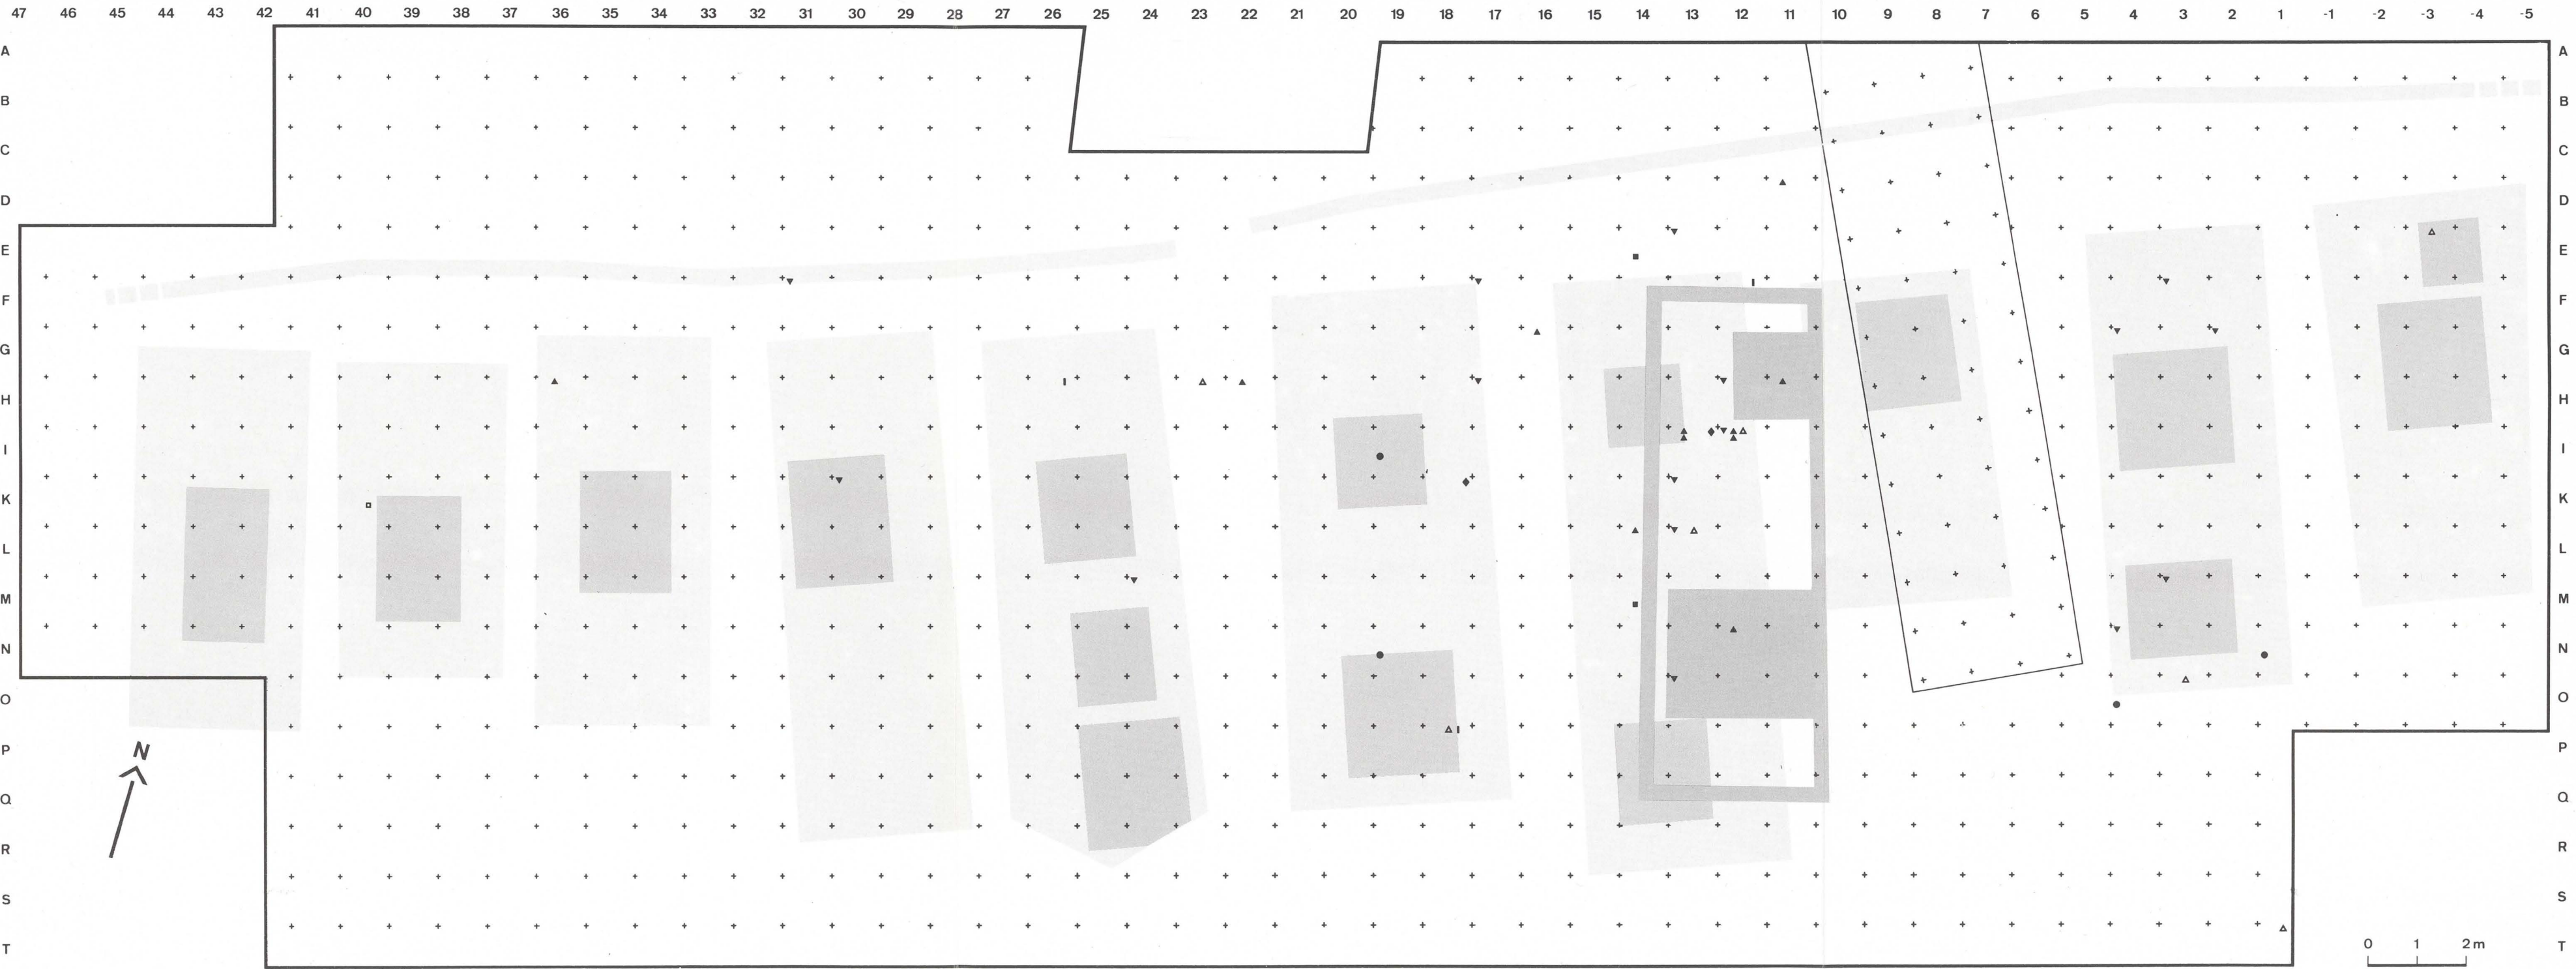 47 46 45 44 43 42 41 40 39 38 37 36 35 34 33 32 31 30 29 28 27 26 25 24 23 22 21 20 19 18 17 16 15 14 13 12 11 10 9 8 7 6 5 4 3 2 1 -1 -2 -3 -4 -5
A A
B B
C C
D D
E E
F F
G G
H H
I I
K K
L L
M M
N N
O O
N
P P
Q Q
R R
S S
T T
0 1 2 m